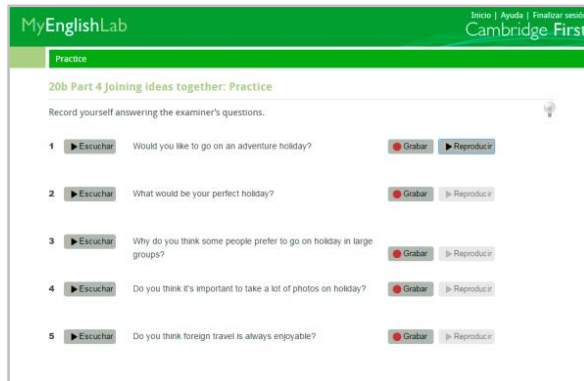 MyEnglishLab
Inicio | Ayuda | Finalizar sesión
Cambridge First
Practice
20b Part 4 Joining ideas together: Practice
Record yourself answering the examiner's questions.
1 Escuchar Would you like to go on an adventure holiday? Grabar Reproducir
2 Escuchar What would be your perfect holiday? Grabar Reproducir
3 Escuchar Why do you think some people prefer to go on holiday in large
groups? Grabar Reproducir
4 Escuchar Do you think it's important to take a lot of photos on holiday? Grabar Reproducir
5 Escuchar Do you think foreign travel is always enjoyable? Grabar Reproducir